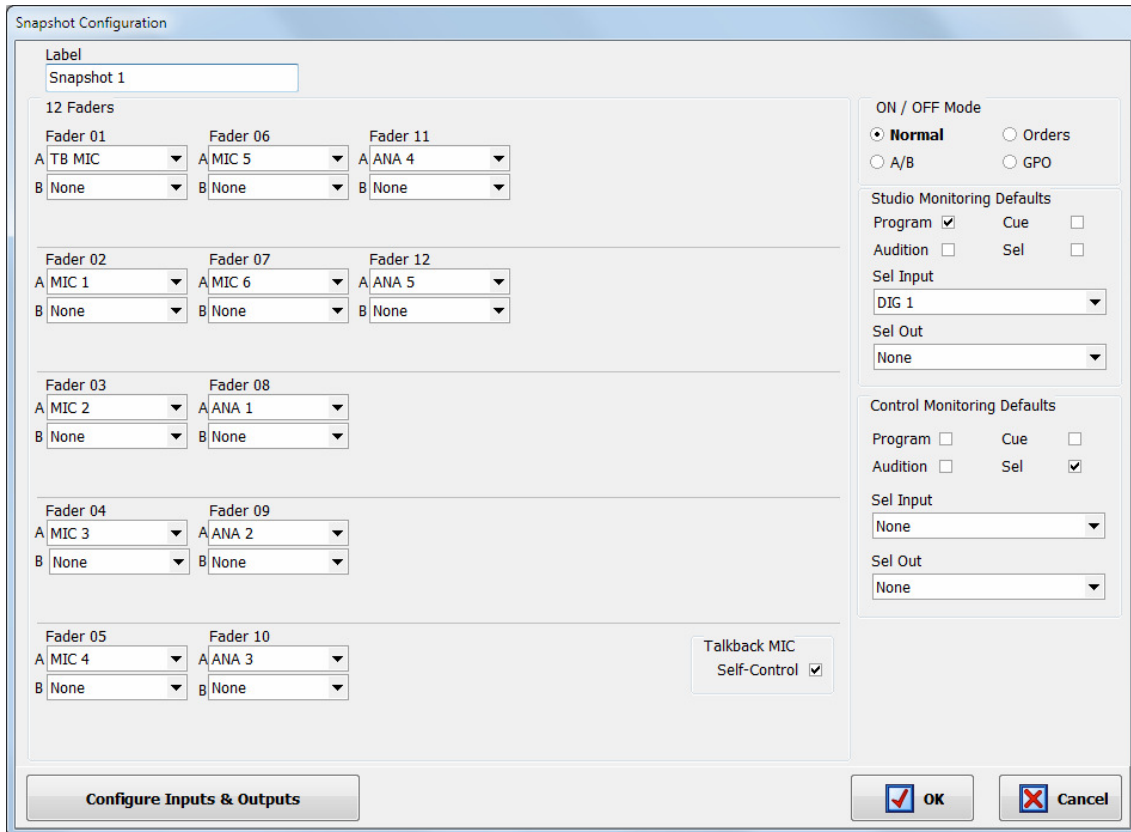 Snapshot Configuration
Label
Snapshot 1
12 Faders
Fader 01 Fader 06 Fader 11
A TB MIC A MIC 5 A ANA 4
B None B None B None
Fader 02 Fader 07 Fader 12
A MIC 1 A MIC 6 A ANA 5
B None B None B None
Fader 03 Fader 08
A MIC 2 A ANA 1
B None B None
Fader 04 Fader 09
A MIC 3 A ANA 2
B None B None
Fader 05 Fader 10
A MIC 4 A ANA 3
B None B None
Talkback MIC
Self-Control
ON / OFF Mode
Normal Orders
A/B GPO
Studio Monitoring Defaults
Program Cue
Audition Sel
Sel Input
DIG 1
Sel Out
None
Control Monitoring Defaults
Program Cue
Audition Sel
Sel Input
None
Sel Out
None
Configure Inputs & Outputs
OK
Cancel